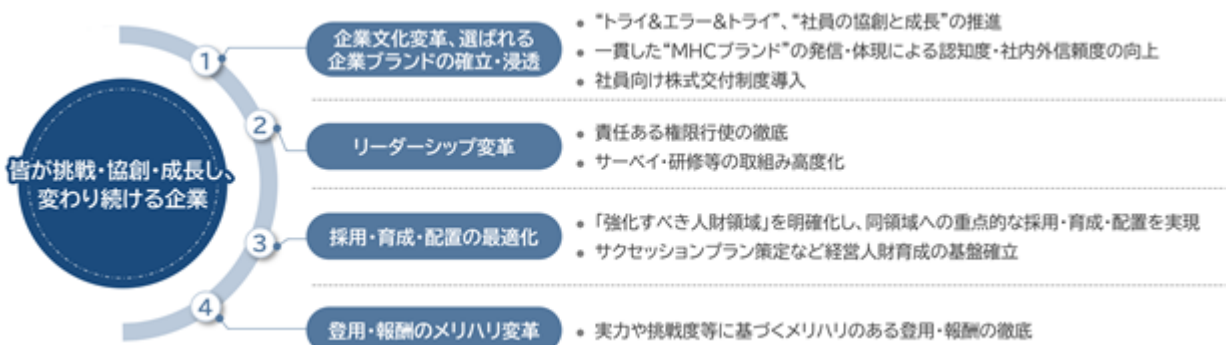 皆が挑戦・協創・成長し、
変わり続ける企業
1
企業文化変革、選ばれる
企業ブランドの確立・浸透
• “トライ&エラー&トライ”、“社員の協創と成長”の推進
• 一貫した“MHCブランド”の発信・体現による認知度・社内外信頼度の向上
• 社員向け株式交付制度導入
2
リーダーシップ変革
• 責任ある権限行使の徹底
• サーベイ・研修等の取組み高度化
3
採用・育成・配置の最適化
• 「強化すべき人財領域」を明確化し、同領域への重点的な採用・育成・配置を実現
• サクセッションプラン策定など経営人財育成の基盤確立
4
登用・報酬のメリハリ変革
• 実力や挑戦度等に基づくメリハリのある登用・報酬の徹底